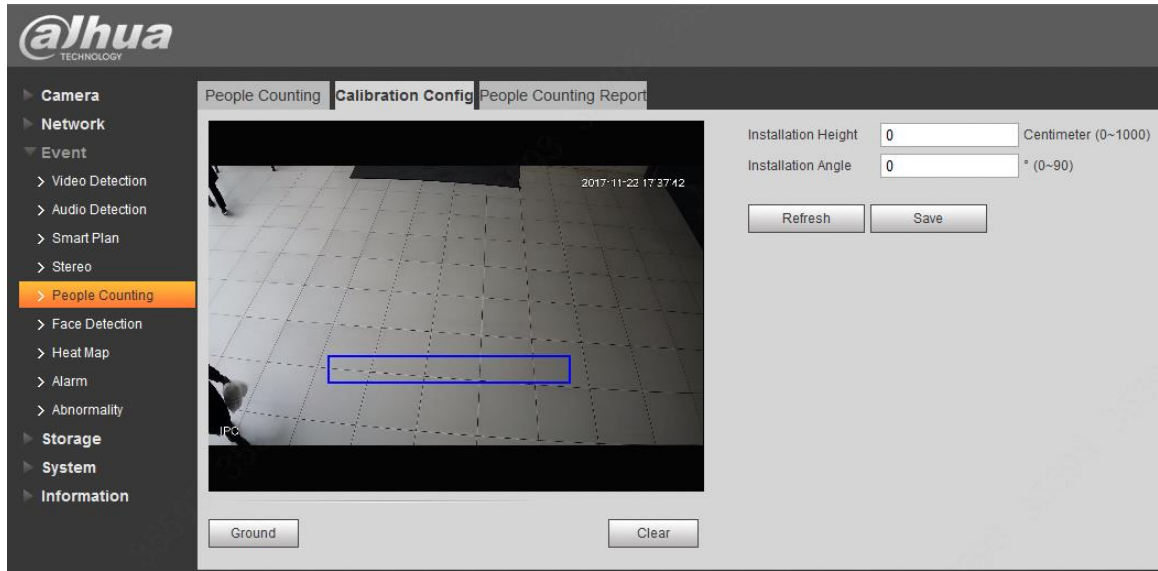 alhua
TECHNOLOGY
Camera
Network
Event
Video Detection
Audio Detection
Smart Plan
Stereo
People Counting
Face Detection
Heat Map
Alarm
Abnormality
Storage
System
Information
People Counting Calibration Config People Counting Report
2017-11-22 17:37:42
IPC
Ground Clear
Installation Height 0 Centimeter (0~1000)
Installation Angle 0 ° (0~90)
Refresh Save